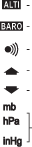 ALTI -
BARO -
-
-
-
mb
hPa
inHg